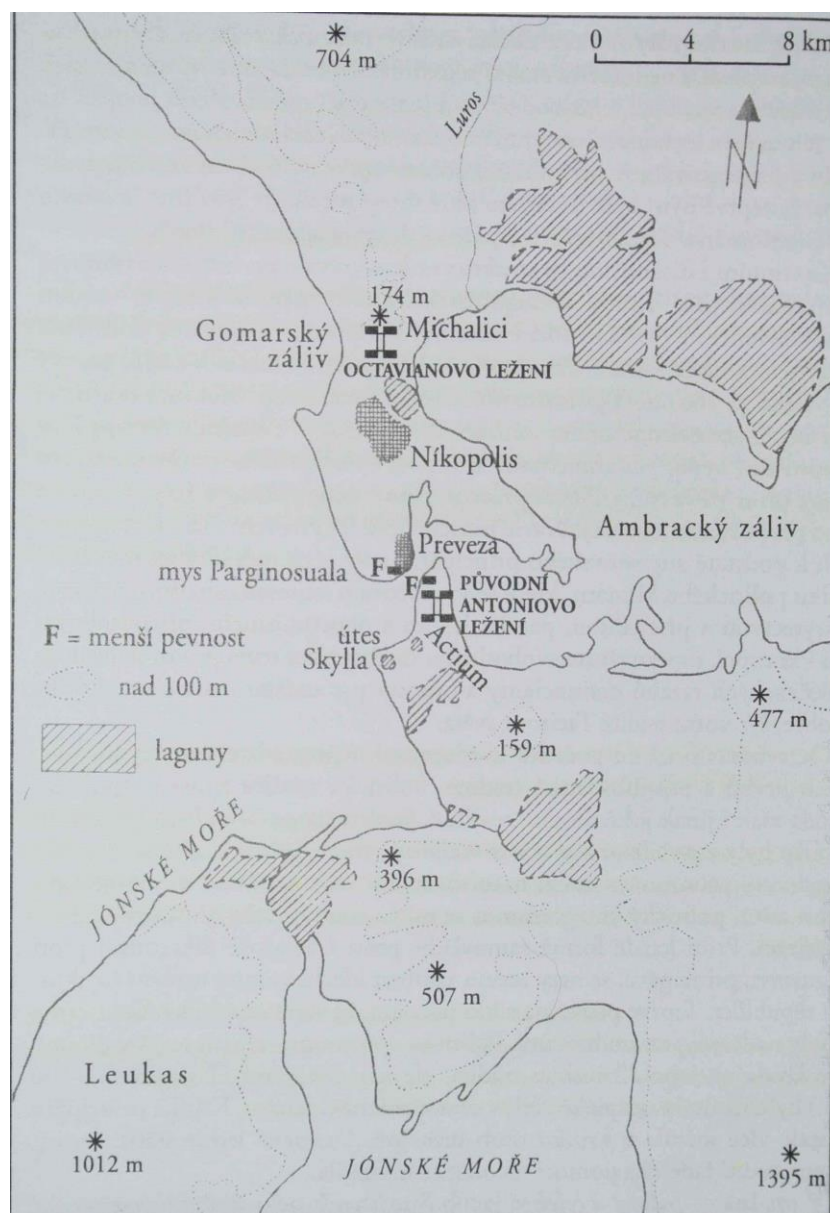 704 m
0 4 8 km
Luros
174 m
Michalici
Gomarský
záliv
OCTAVIANOVO LEŽENÍ
Níkopolis
Ambracký záliv
Preveza
mys Parginosuala
F
F
PŮVODNÍ
ANTONIOVO
LEŽENÍ
F = menší pevnost
útes
Skylla
Actium
nad 100 m
477 m
159 m
laguny
JÓNSKÉ MOŘE
396 m
507 m
Leukas
1012 m
JÓNSKÉ MOŘE
1395 m